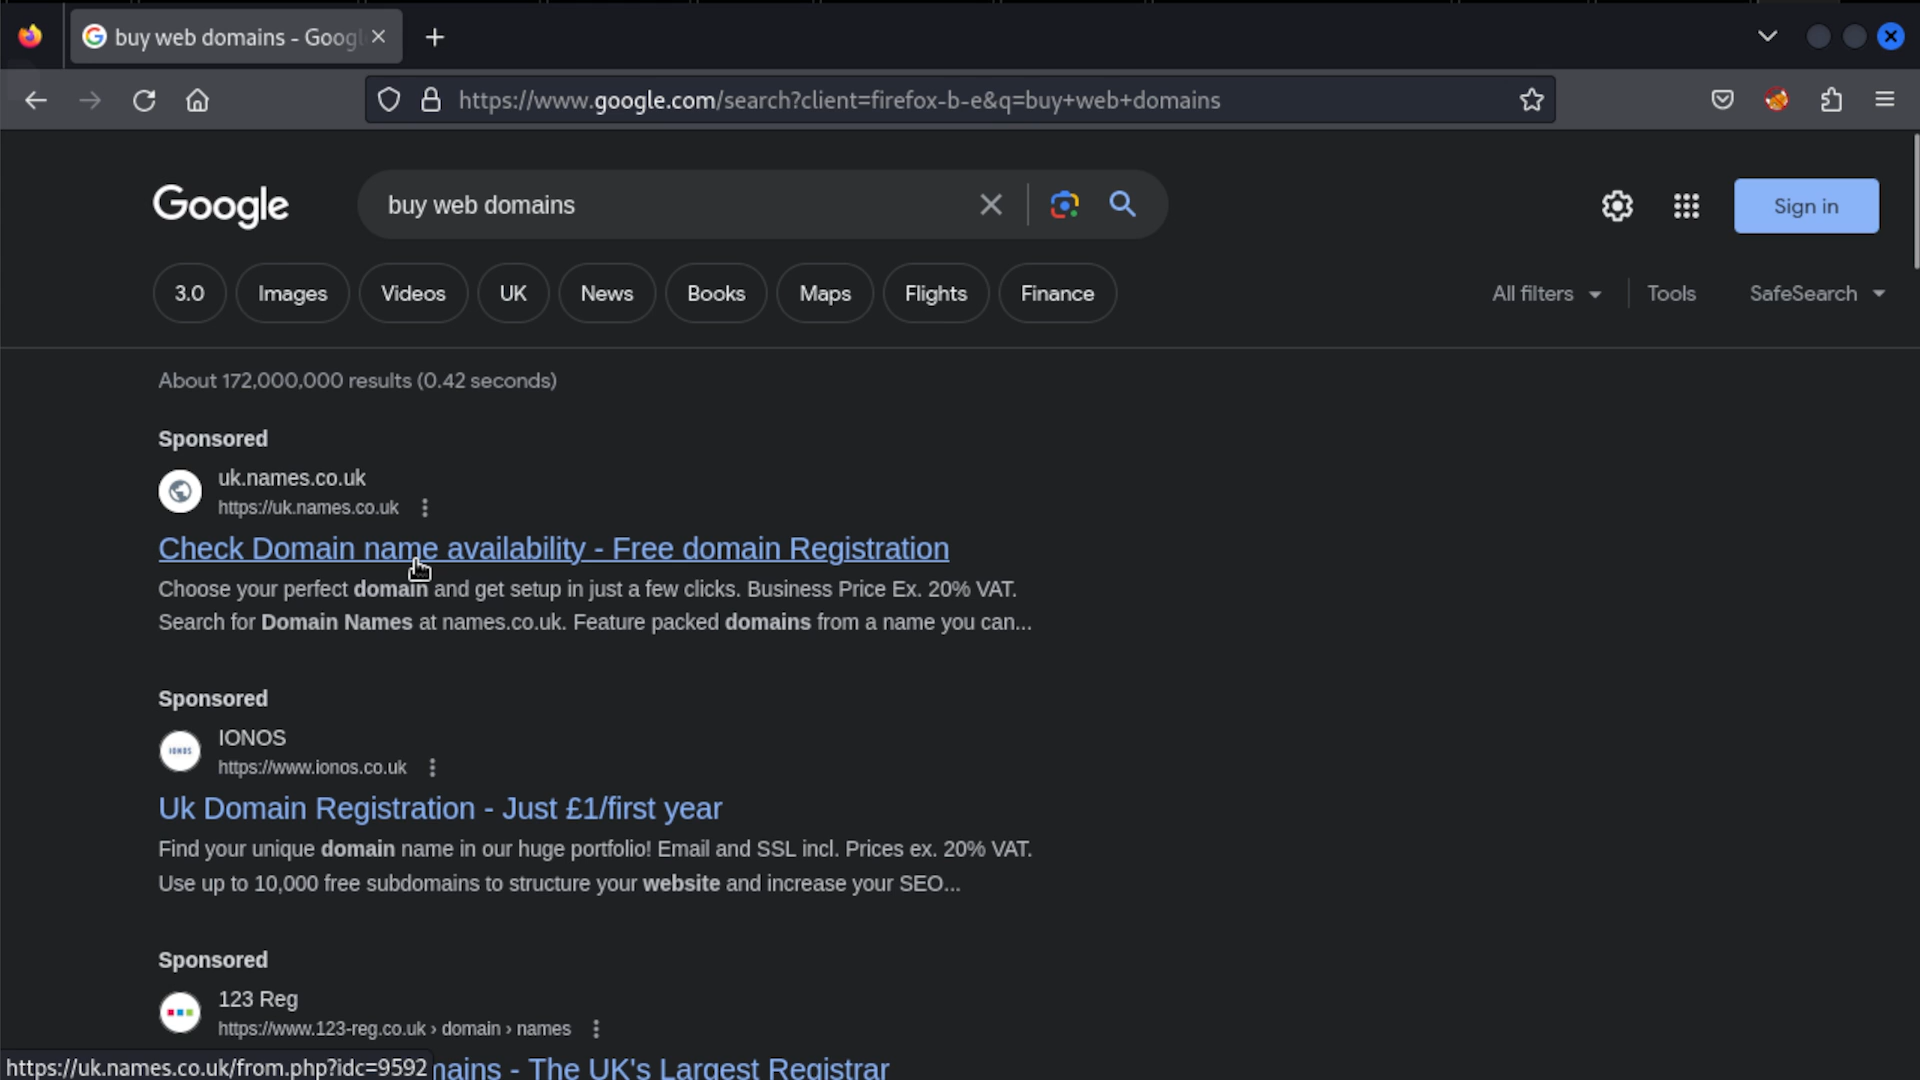 buy web domains - Googl
https://www.google.com/search?client=firefox-b-e&q=buy+web+domains
Google
buy web domains
Sign in
3.0 Images Videos UK News Books Maps Flights Finance
All filters Tools SafeSearch
About 172,000,000 results (0.42 seconds)
Sponsored
uk.names.co.uk
https://uk.names.co.uk
Check Domain name availability - Free domain Registration
Choose your perfect domain and get setup in just a few clicks. Business Price Ex. 20% VAT.
Search for Domain Names at names.co.uk. Feature packed domains from a name you can...
Sponsored
IONOS
IONOS
https://www.ionos.co.uk
Uk Domain Registration - Just £1/first year
Find your unique domain name in our huge portfolio! Email and SSL incl. Prices ex. 20% VAT.
Use up to 10,000 free subdomains to structure your website and increase your SEO...
Sponsored
123 Reg
https://www.123-reg.co.uk › domain › names
mains - The UK's Largest Registrar
https://uk.names.co.uk/from.php?idc=9592